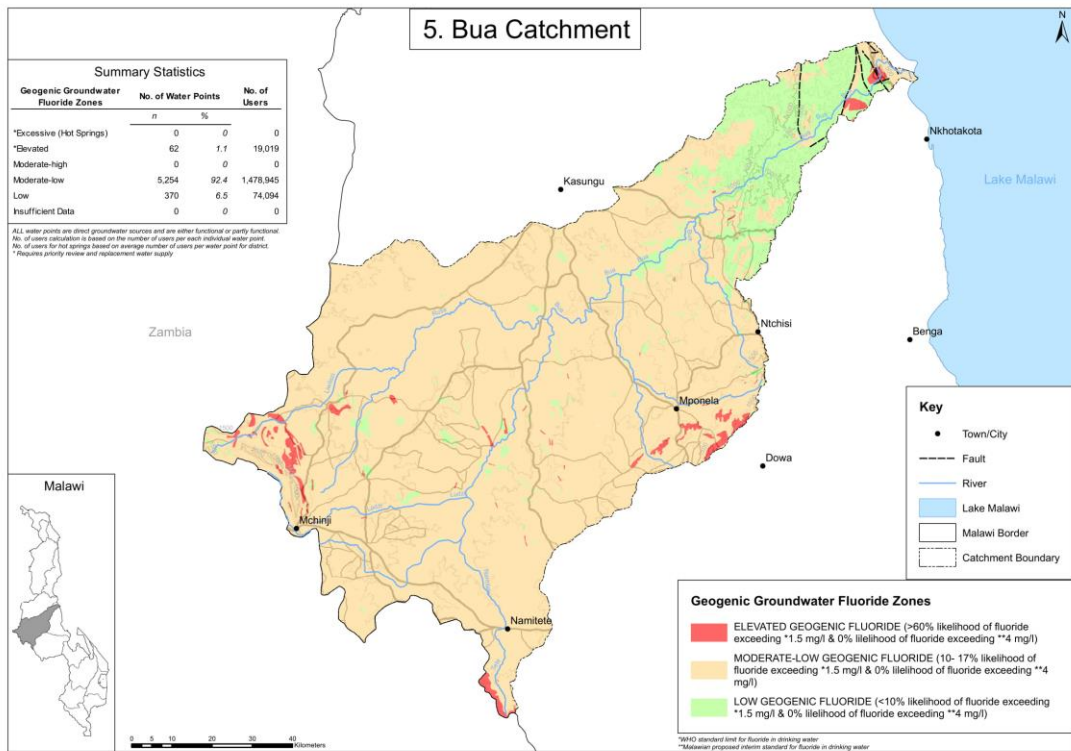 5. Bua Catchment
N
Summary Statistics
Geogenic Groundwater Fluoride Zones No. of Water Points No. of Users
n %
*Excessive (Hot Springs) 0 0 0
*Elevated 62 1.1 19,019
Moderate-high 0 0 0
Moderate-low 5,254 92.4 1,478,945
Low 370 6.5 74,094
Insufficient Data 0 0 0
ALL water points are direct groundwater sources and are either functional or partly functional.
No. of users calculation is based on the number of users per each individual water point.
No. of users for hot springs based on average number of users per water point for district.
* Requires priority review and replacement water supply
Nkhotakota
Lake Malawi
Kasungu
Zambia
Ntchisi
Benga
Mponela
Dowa
Mchinji
Namitete
Malawi
Key
Town/City
Fault
River
Lake Malawi
Malawi Border
Catchment Boundary
Geogenic Groundwater Fluoride Zones
ELEVATED GEOGENIC FLUORIDE (>60% likelihood of fluoride
exceeding *1.5 mg/l & 0% lilelihood of fluoride exceeding **4 mg/l)
MODERATE-LOW GEOGENIC FLUORIDE (10- 17% likelihood of
fluoride exceeding *1.5 mg/l & 0% lilelihood of fluoride exceeding **4
mg/l)
LOW GEOGENIC FLUORIDE (<10% likelihood of fluoride exceeding
*1.5 mg/l & 0% lilelihood of fluoride exceeding **4 mg/l)
*WHO standard limit for fluoride in drinking water
**Malawian proposed interim standard for fluoride in drinking water
0 5 10 20 30 40
Kilometers